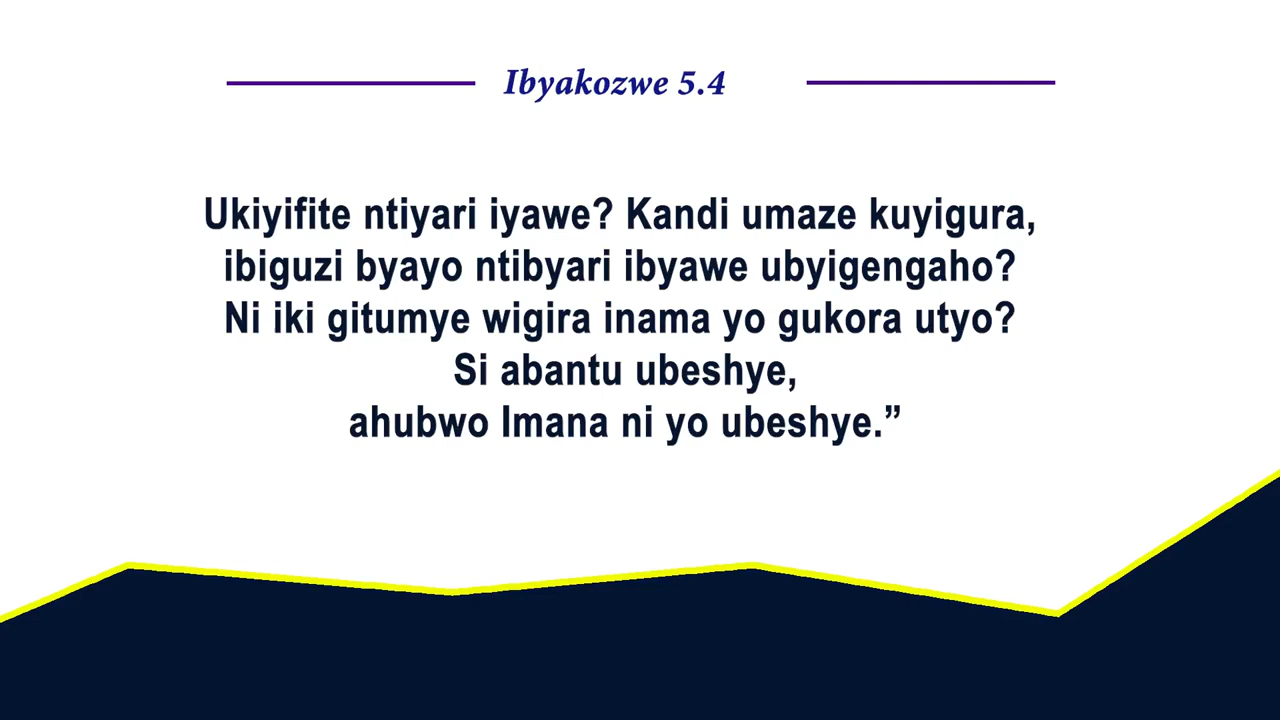 Ibyakozwe 5.4
Ukiyifite ntiyari iyawe? Kandi umaze kuyigura,
ibiguzi byayo ntibyari ibyawe ubyigengaho?
Ni iki gitumye wigira inama yo gukora utyo?
Si abantu ubeshye,
ahubwo Imana ni yo ubeshye.”